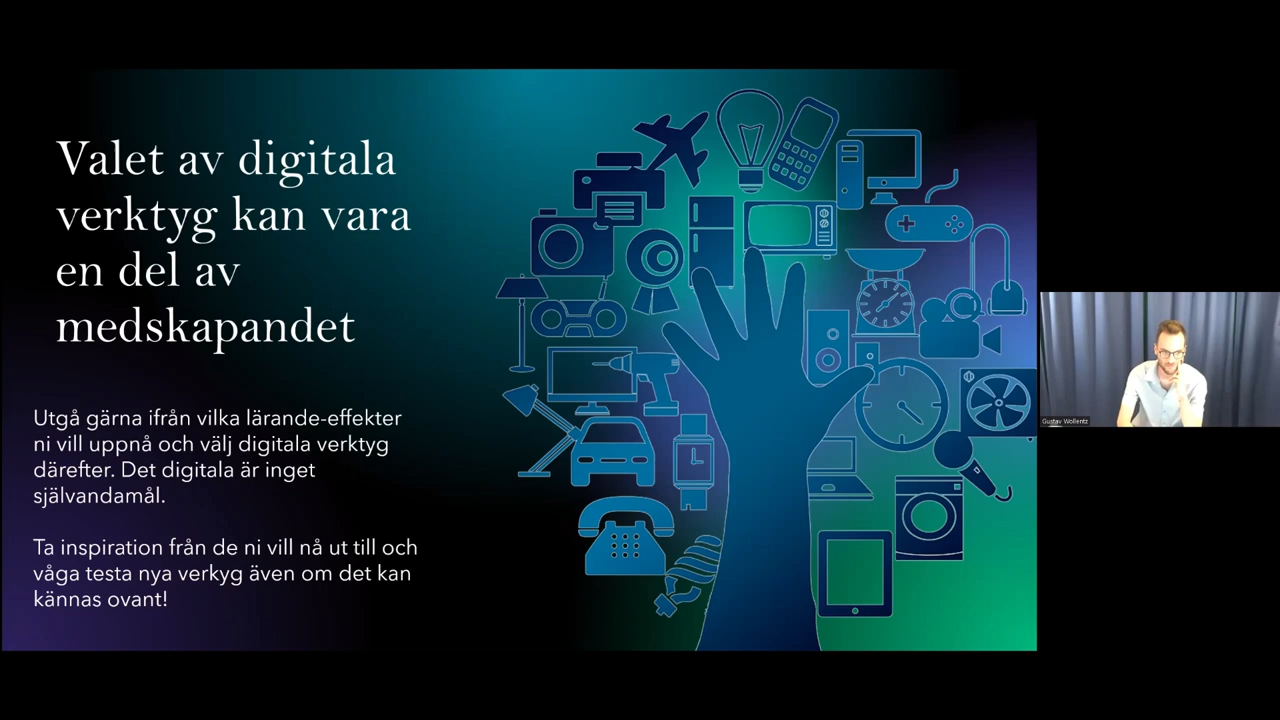 Valet av digitala
verktyg kan vara
en del av
medskapandet
Utgå gärna ifrån vilka lärande-effekter
ni vill uppnå och välj digitala verktyg
därefter. Det digitala är inget
självandamål.
Ta inspiration från de ni vill nå ut till och
våga testa nya verkyg även om det kan
kännas ovant!
Gustav Wollentz